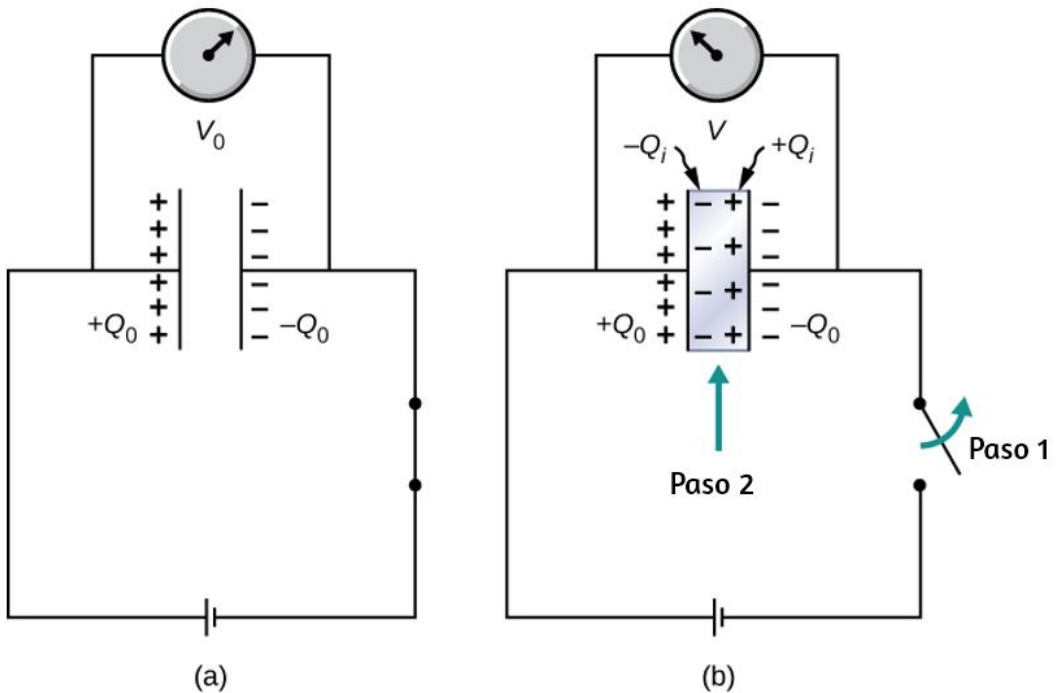 V₀
+Q₀
–Q₀
(a)
V
–Qᵢ
+Qᵢ
+Q₀
–Q₀
Paso 1
Paso 2
(b)